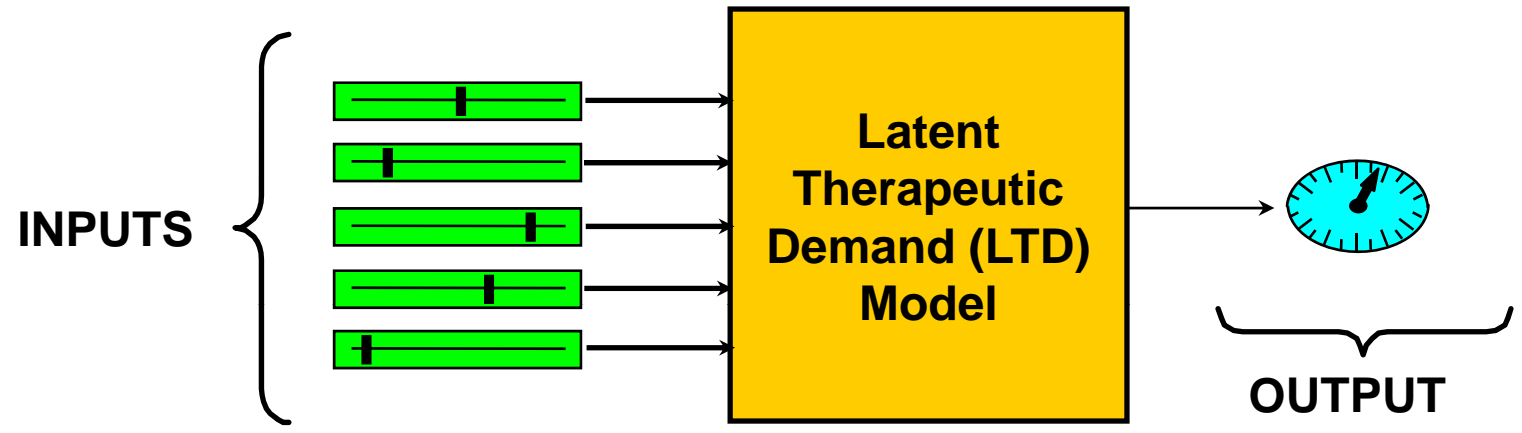 INPUTS
Latent
Therapeutic
Demand (LTD)
Model
OUTPUT